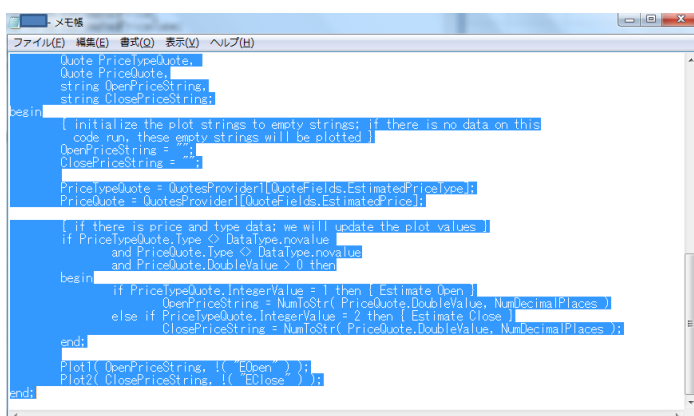 - メモ帳
ファイル(F) 編集(E) 書式(O) 表示(V) ヘルプ(H)
Quote PriceTypeQuote,
Quote PriceQuote,
string OpenPriceString,
string ClosePriceString;
begin
{ initialize the plot strings to empty strings; if there is no data on this
code run, these empty strings will be plotted }
OpenPriceString = "";
ClosePriceString = "";
PriceTypeQuote = QuotesProvider1[QuoteFields.EstimatedPriceType];
PriceQuote = QuotesProvider1[QuoteFields.EstimatedPrice];
{ if there is price and type data; we will update the plot values }
if PriceTypeQuote.Type <> DataType.novalue
and PriceQuote.Type <> DataType.novalue
and PriceQuote.DoubleValue > 0 then
begin
if PriceTypeQuote.IntegerValue = 1 then { Estimate Open }
OpenPriceString = NumToStr( PriceQuote.DoubleValue, NumDecimalPlaces )
else if PriceTypeQuote.IntegerValue = 2 then { Estimate Close }
ClosePriceString = NumToStr( PriceQuote.DoubleValue, NumDecimalPlaces );
end;
Plot1( OpenPriceString, !( "EOpen" ) );
Plot2( ClosePriceString, !( "EClose" ) );
end;